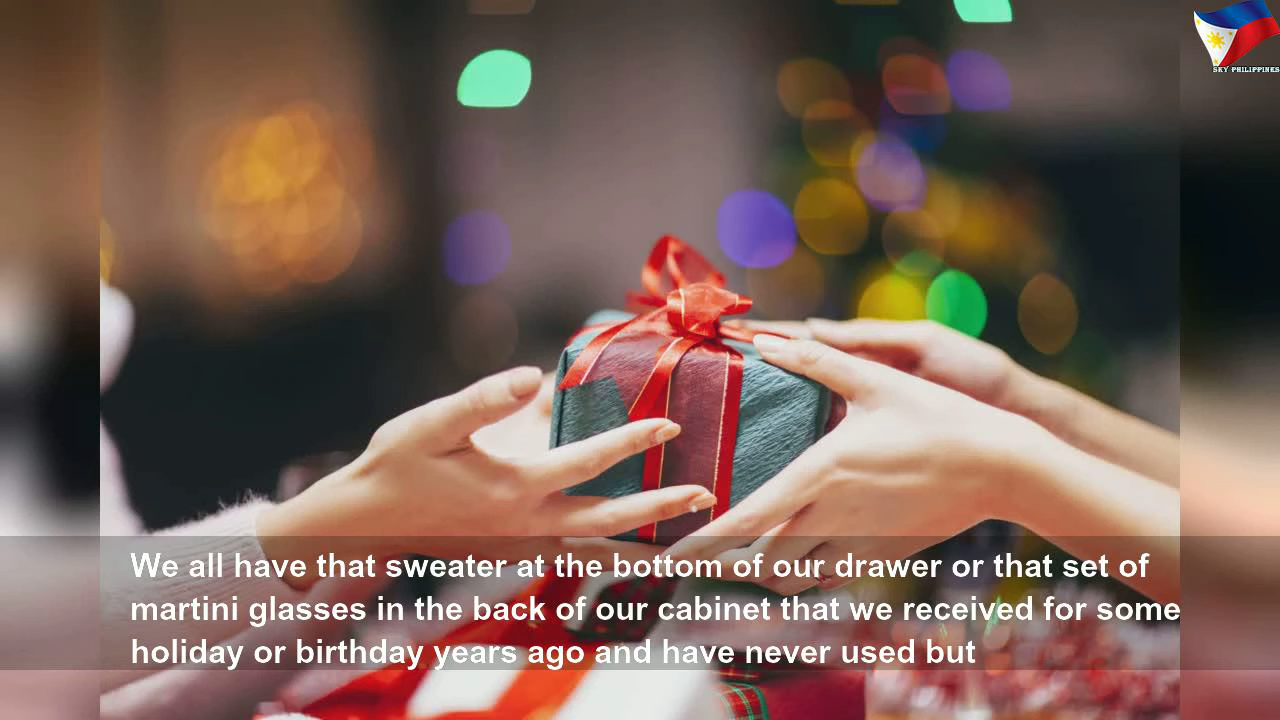 SKY PHILIPPINES
We all have that sweater at the bottom of our drawer or that set of
martini glasses in the back of our cabinet that we received for some
holiday or birthday years ago and have never used but